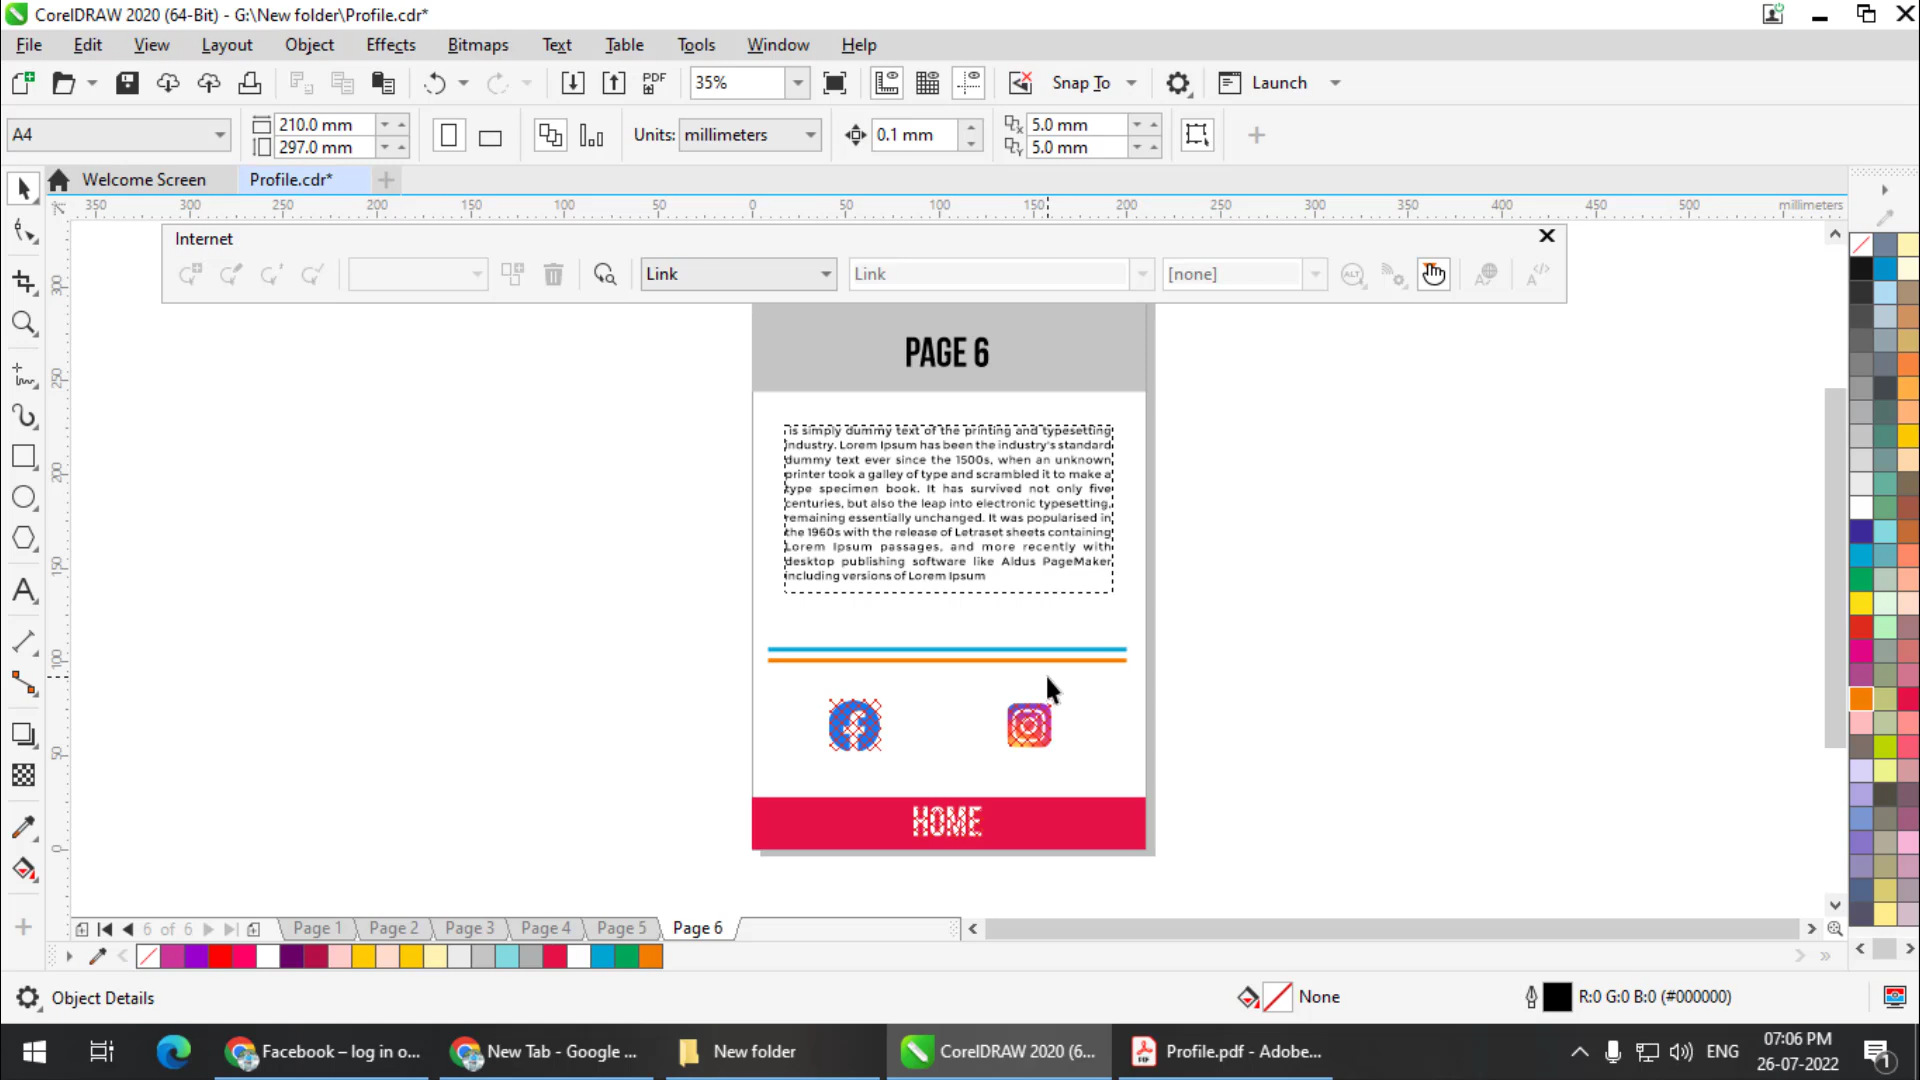 CorelDRAW 2020 (64-Bit) - G:\New folder\Profile.cdr*
File Edit View Layout Object Effects Bitmaps Text Table Tools Window Help
PDF 35% Snap To Launch
A4 210.0 mm 297.0 mm Units: millimeters 0.1 mm 5.0 mm 5.0 mm
Welcome Screen Profile.cdr*
350 300 250 200 150 100 50 0 50 100 150 200 250 300 350 400 450 500 millimeters
Internet
Link Link [none] ALT
300
250
200
150
100
50
0
PAGE 6
is simply dummy text of the printing and typesetting
industry. Lorem Ipsum has been the industry's standard
dummy text ever since the 1500s, when an unknown
printer took a galley of type and scrambled it to make a
type specimen book. It has survived not only five
centuries, but also the leap into electronic typesetting,
remaining essentially unchanged. It was popularised in
the 1960s with the release of Letraset sheets containing
Lorem Ipsum passages, and more recently with
desktop publishing software like Aldus PageMaker
including versions of Lorem Ipsum
HOME
6 of 6 Page 1 Page 2 Page 3 Page 4 Page 5 Page 6
Object Details None R:0 G:0 B:0 (#000000)
Facebook – log in o... New Tab - Google ... New folder CorelDRAW 2020 (6... Profile.pdf - Adobe... ENG 07:06 PM
26-07-2022
1